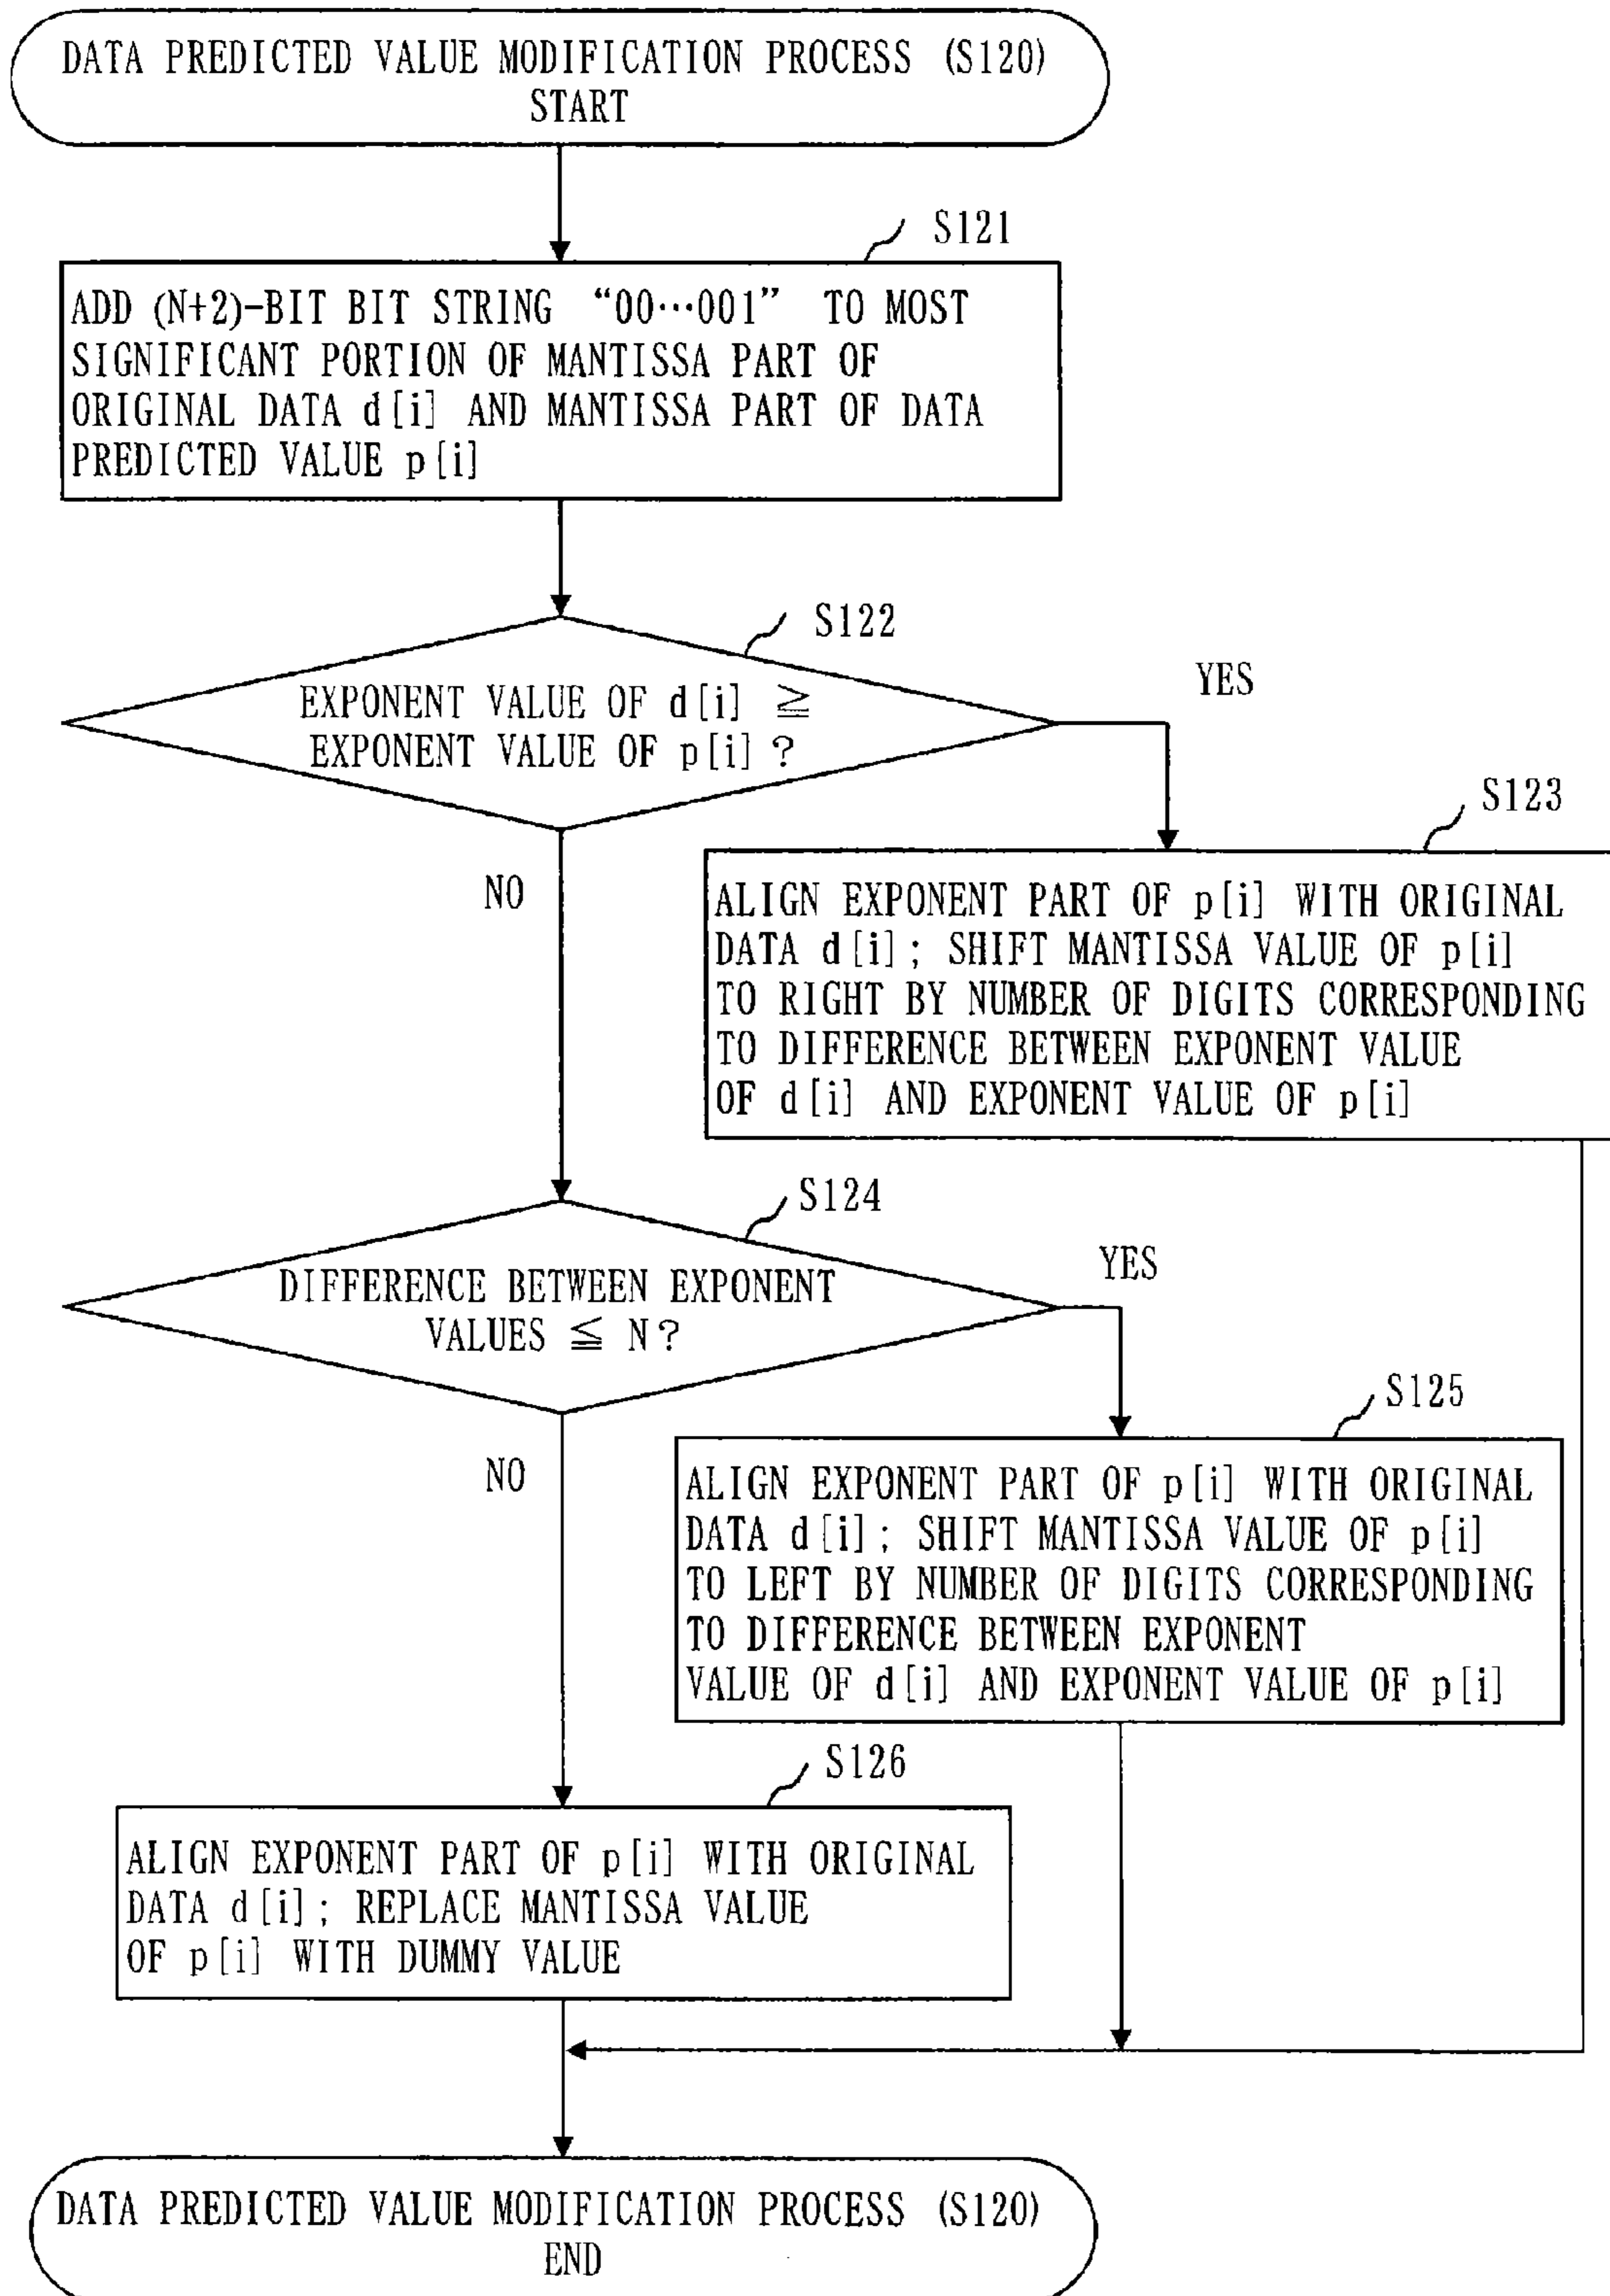 DATA PREDICTED VALUE MODIFICATION PROCESS (S120)
START
S121
ADD (N+2)-BIT BIT STRING “00···001” TO MOST
SIGNIFICANT PORTION OF MANTISSA PART OF
ORIGINAL DATA d[i] AND MANTISSA PART OF DATA
PREDICTED VALUE p[i]
S122
EXPONENT VALUE OF d[i] ≧
EXPONENT VALUE OF p[i]?
YES
NO
S123
ALIGN EXPONENT PART OF p[i] WITH ORIGINAL
DATA d[i]; SHIFT MANTISSA VALUE OF p[i]
TO RIGHT BY NUMBER OF DIGITS CORRESPONDING
TO DIFFERENCE BETWEEN EXPONENT VALUE
OF d[i] AND EXPONENT VALUE OF p[i]
S124
DIFFERENCE BETWEEN EXPONENT
VALUES ≦ N?
YES
NO
S125
ALIGN EXPONENT PART OF p[i] WITH ORIGINAL
DATA d[i]; SHIFT MANTISSA VALUE OF p[i]
TO LEFT BY NUMBER OF DIGITS CORRESPONDING
TO DIFFERENCE BETWEEN EXPONENT
VALUE OF d[i] AND EXPONENT VALUE OF p[i]
S126
ALIGN EXPONENT PART OF p[i] WITH ORIGINAL
DATA d[i]; REPLACE MANTISSA VALUE
OF p[i] WITH DUMMY VALUE
DATA PREDICTED VALUE MODIFICATION PROCESS (S120)
END